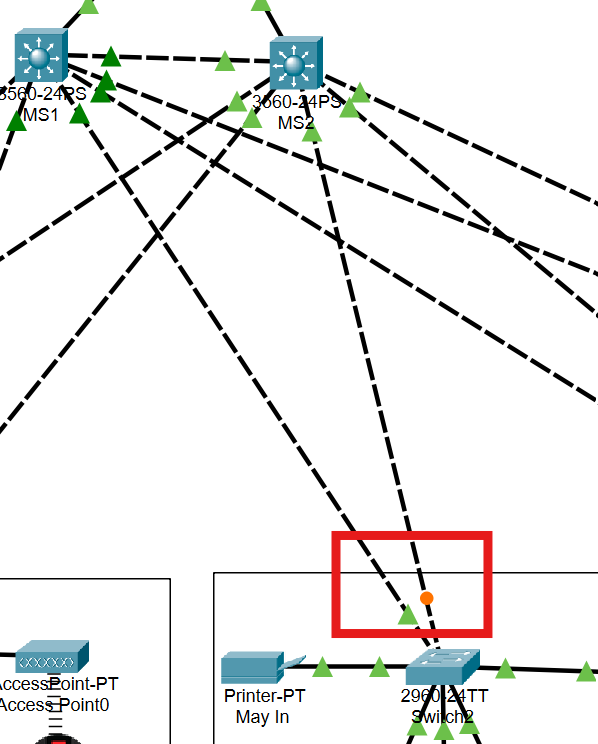 3560-24PS
MS1
3560-24PS
MS2
AccessPoint-PT
Access Point0
Printer-PT
May In
2960-24TT
Switch2